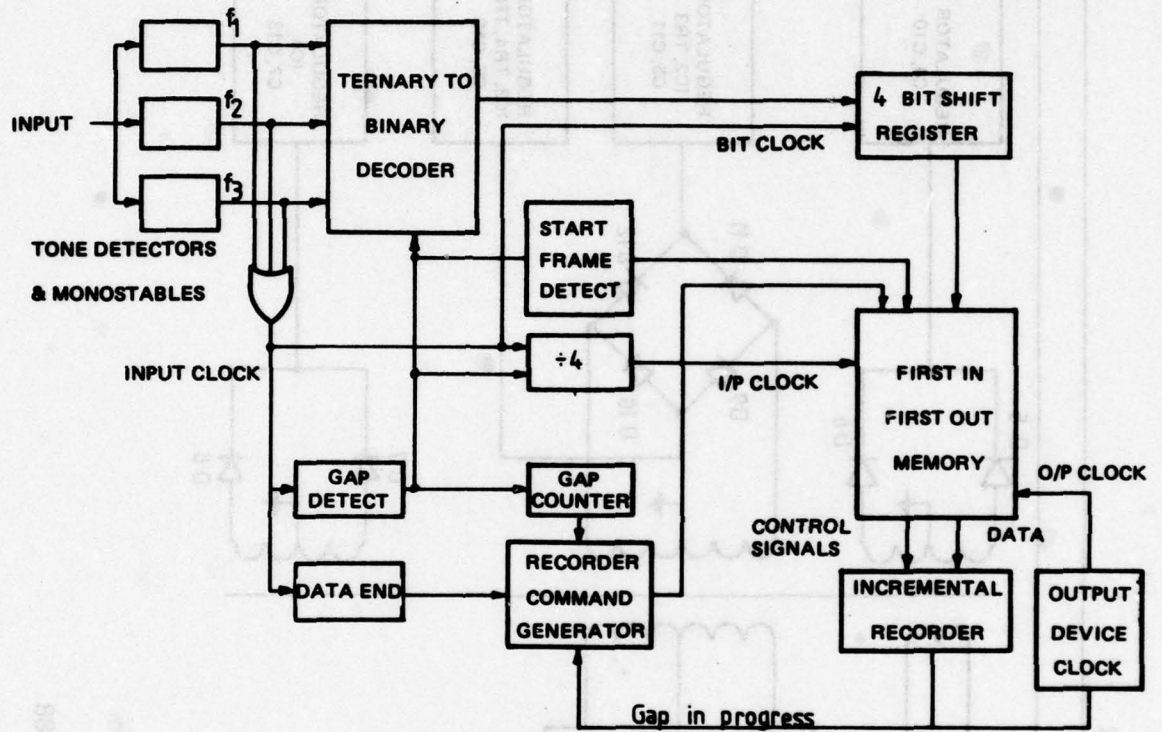 f1
f2
f3
INPUT
TERNARY TO
BINARY
DECODER
4 BIT SHIFT
REGISTER
BIT CLOCK
TONE DETECTORS
& MONOSTABLES
START
FRAME
DETECT
INPUT CLOCK
÷4
I/P CLOCK
FIRST IN
FIRST OUT
MEMORY
GAP
DETECT
GAP
COUNTER
O/P CLOCK
CONTROL
SIGNALS
DATA
DATA END
RECORDER
COMMAND
GENERATOR
INCREMENTAL
RECORDER
OUTPUT
DEVICE
CLOCK
Gap in progress